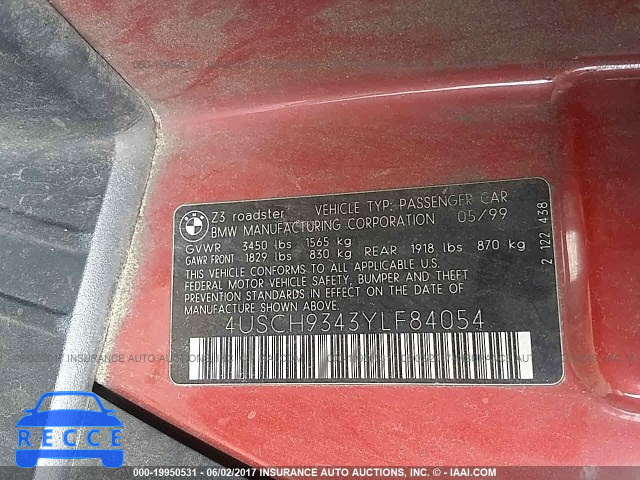 BMW
Z3 roadster VEHICLE TYP: PASSENGER CAR
BMW MANUFACTURING CORPORATION 05/99
GVWR 3450 lbs 1565 kg
GAWR FRONT 1829 lbs 830 kg REAR 1918 lbs 870 kg
THIS VEHICLE CONFORMS TO ALL APPLICABLE U.S.
FEDERAL MOTOR VEHICLE SAFETY, BUMPER AND THEFT
PREVENTION STANDARDS IN EFFECT ON THE DATE OF
MANUFACTURE SHOWN ABOVE.
4USCH9343YLF84054
2 122 438
RECCE
000-19950531 - 06/02/2017 - INSURANCE AUTO AUCTIONS, INC. - IAAI.COM